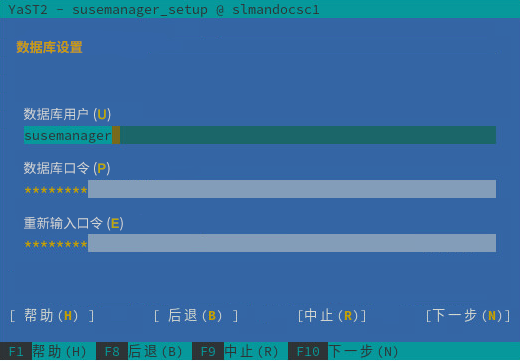 YaST2 - susemanager_setup @ slmandocsc1
数据库设置
数据库用户(U)
susemanager
数据库口令(P)
********
重新输入口令(E)
********
[ 帮助(H) ] [ 后退(B) ] [中止(R)] [下一步(N)]
F1 帮助(H) F8 后退(B) F9 中止(R) F10 下一步(N)